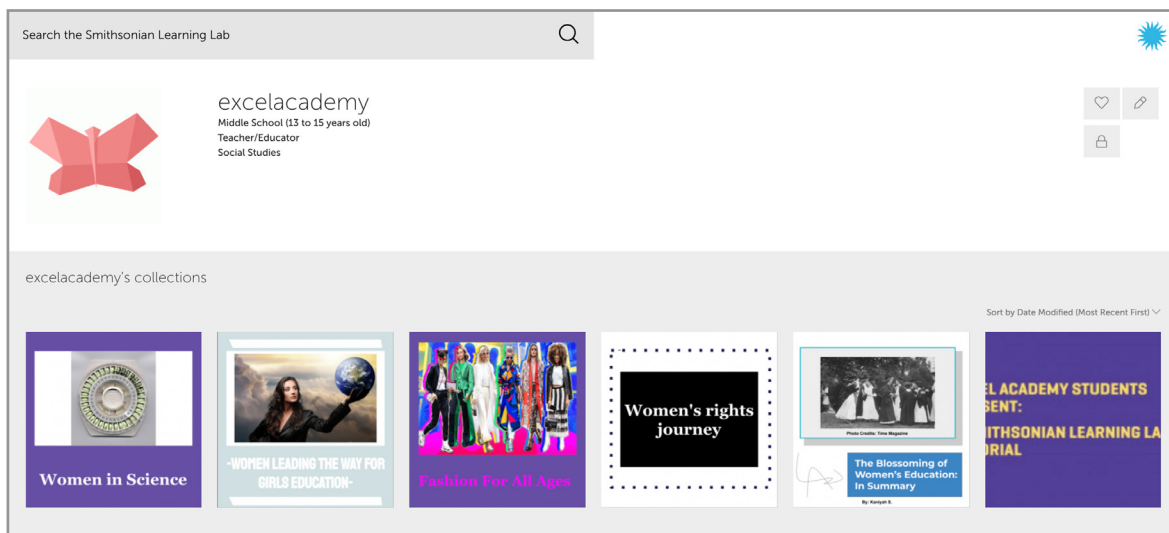 Search the Smithsonian Learning Lab
excelacademy
Middle School (13 to 15 years old)
Teacher/Educator
Social Studies
excelacademy's collections
Sort by Date Modified (Most Recent First)
Women in Science
-WOMEN LEADING THE WAY FOR
GIRLS EDUCATION-
Fashion For All Ages
Women's rights
journey
Photo Credits: Time Magazine
The Blossoming of
Women's Education:
In Summary
By: Kaniyah S.
EL ACADEMY STUDENTS
SENT:
ITHSONIAN LEARNING LA
ORIAL